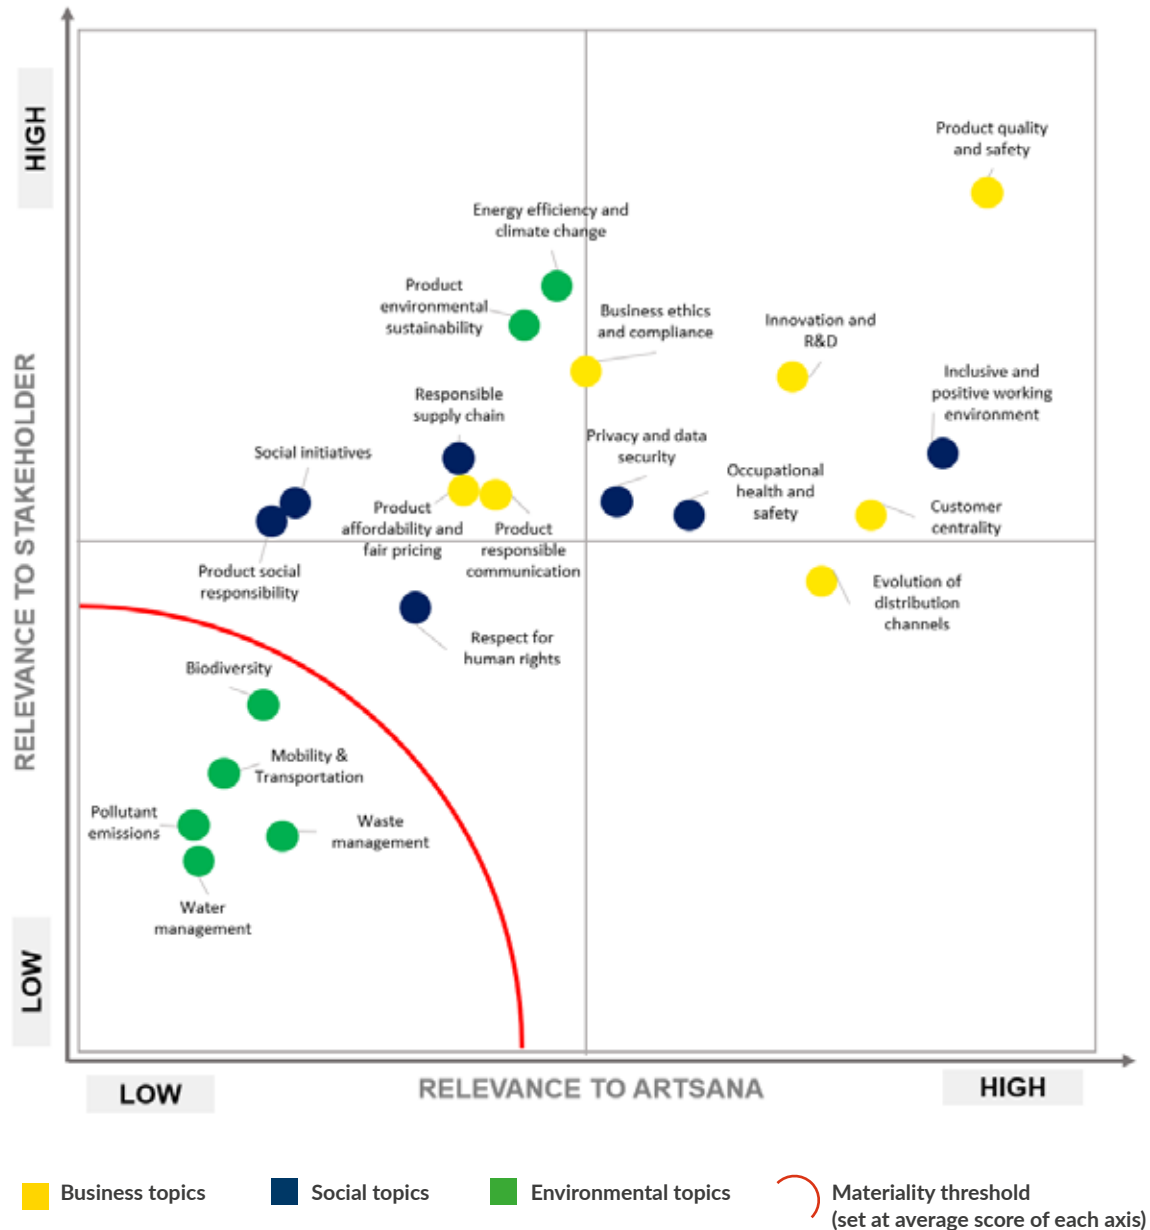 HIGH
RELEVANCE TO STAKEHOLDER
LOW
Product quality
and safety
Energy efficiency and
climate change
Product
environmental
sustainability
Business ethics
and compliance
Innovation and
R&D
Inclusive and
positive working
environment
Responsible
supply chain
Social initiatives
Privacy and data
security
Occupational
health and
safety
Customer
centrality
Product
affordability and
fair pricing
Product
responsible
communication
Product social
responsibility
Evolution of
distribution
channels
Respect for
human rights
Biodiversity
Mobility &
Transportation
Pollutant
emissions
Waste
management
Water
management
LOW
RELEVANCE TO ARTSANA
HIGH
Business topics
Social topics
Environmental topics
Materiality threshold
(set at average score of each axis)